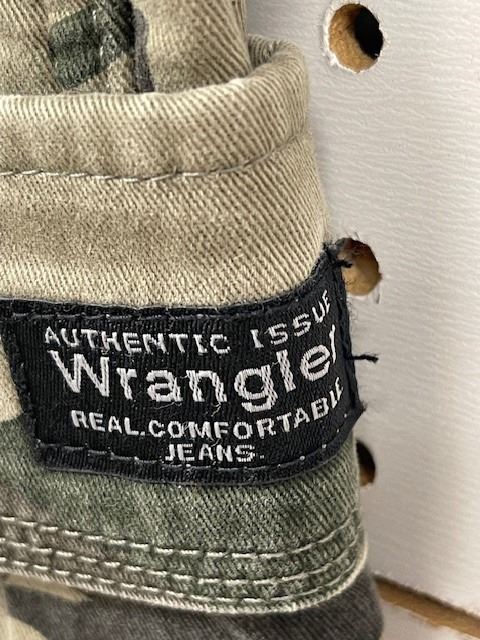 AUTHENTIC ISSUE
Wrangler
REAL.COMFORTABLE
JEANS.